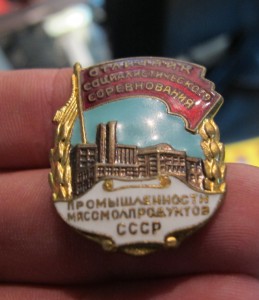 ОТЛИЧНИК
СОЦИАЛИСТИЧЕСКОГО
СОРЕВНОВАНИЯ
ПРОМЫШЛЕННОСТИ
МЯСОМОЛПРОДУКТОВ
СССР